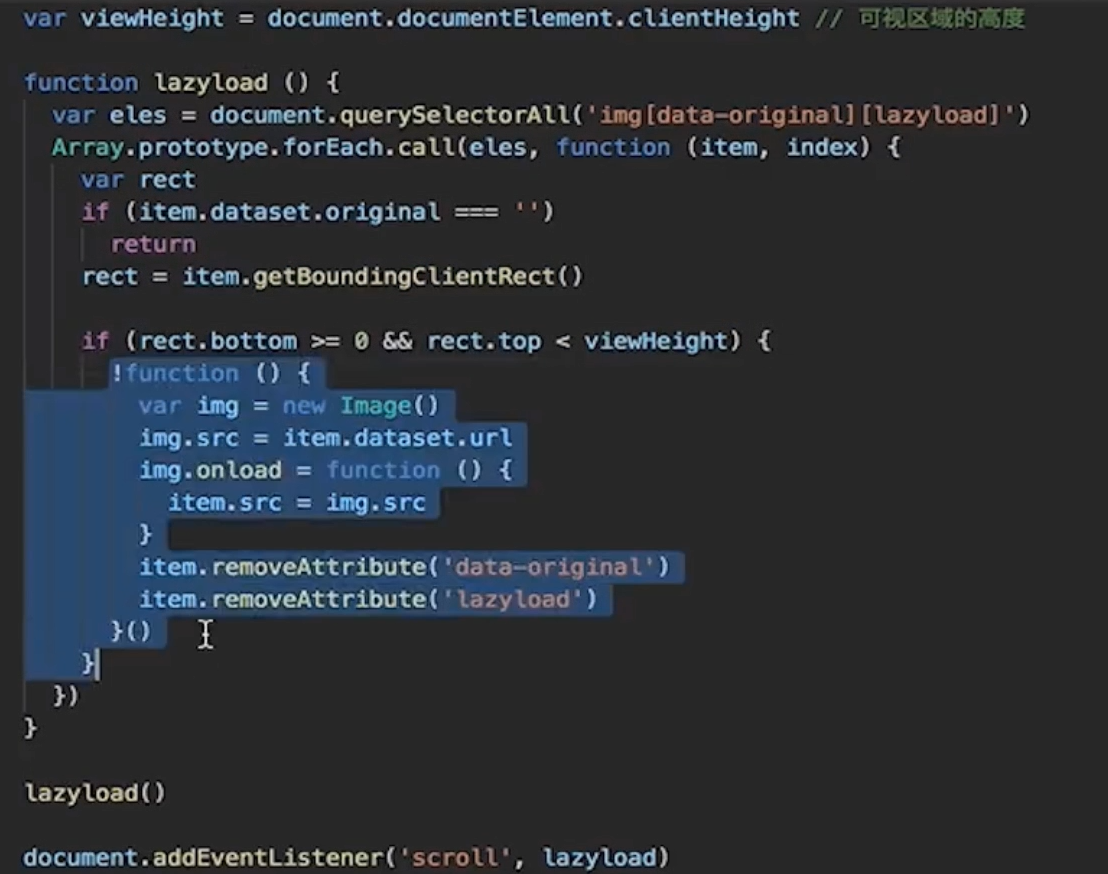 var viewHeight = document.documentElement.clientHeight // 可视区域的高度
function lazyload () {
var eles = document.querySelectorAll('img[data-original][lazyload]')
Array.prototype.forEach.call(eles, function (item, index) {
var rect
if (item.dataset.original === '')
return
rect = item.getBoundingClientRect()
if (rect.bottom >= 0 && rect.top < viewHeight) {
!function () {
var img = new Image()
img.src = item.dataset.url
img.onload = function () {
item.src = img.src
}
item.removeAttribute('data-original')
item.removeAttribute('lazyload')
}()
}
})
}
lazyload()
document.addEventListener('scroll', lazyload)